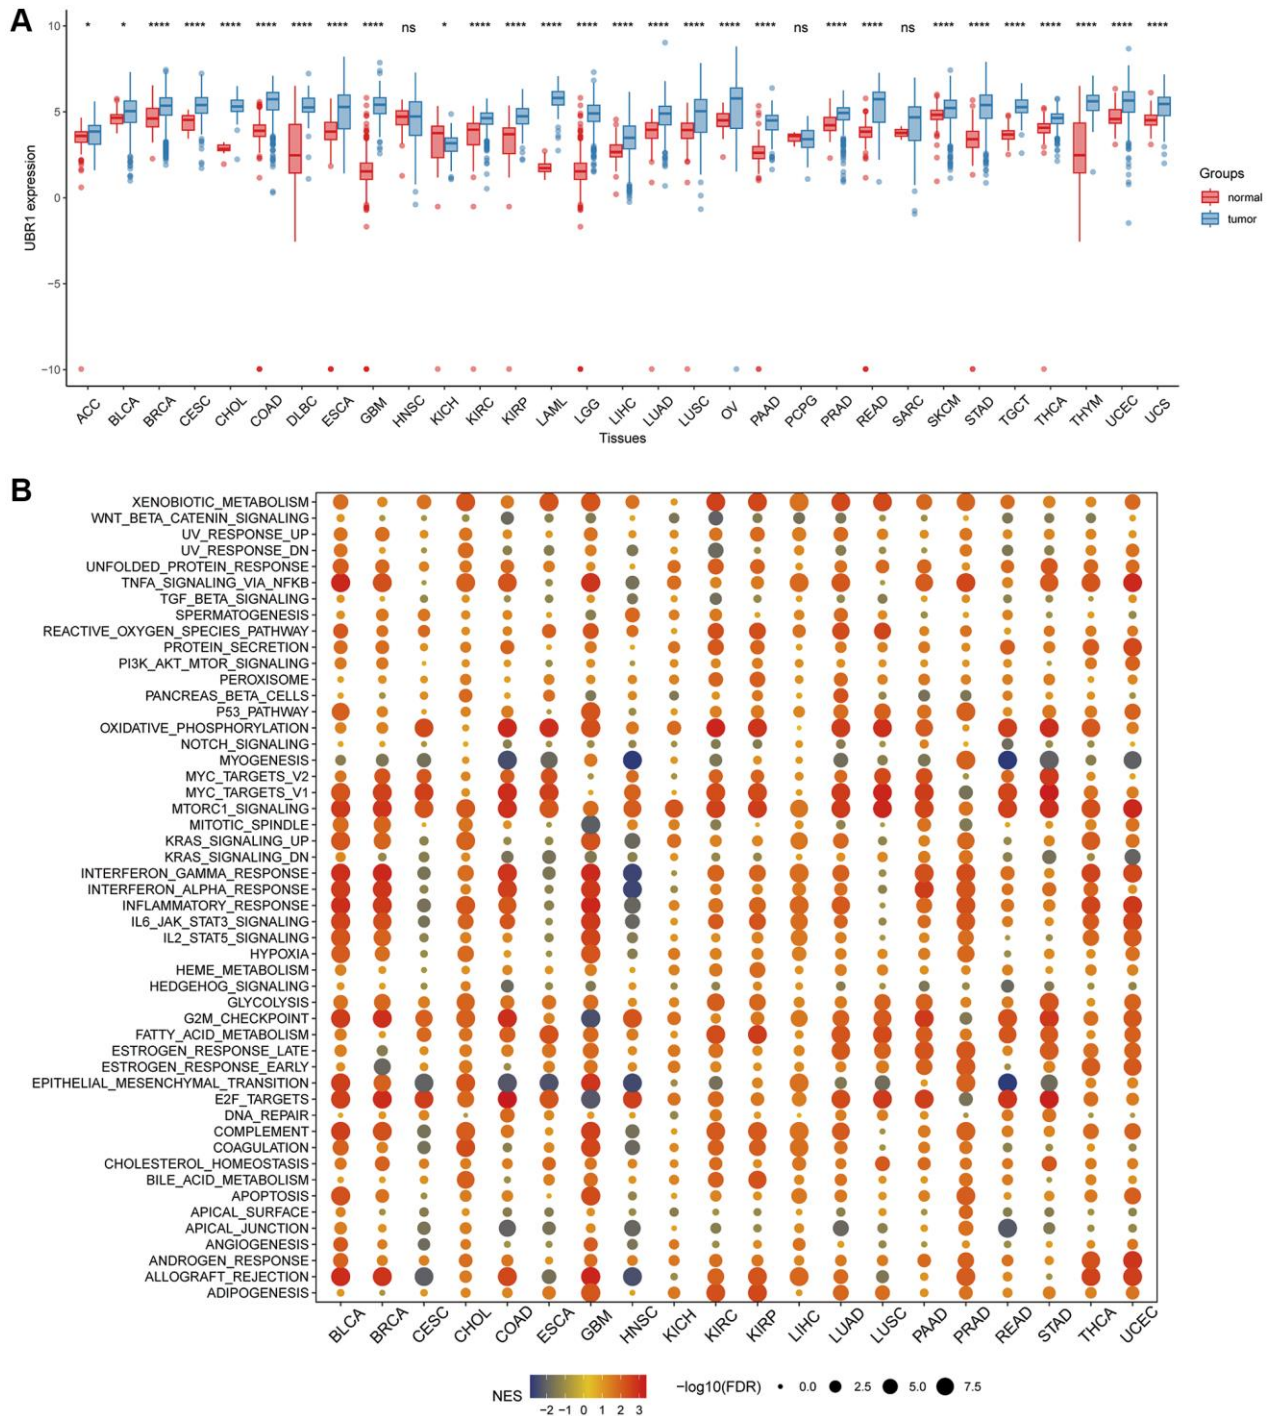 A
10
* * **** **** **** **** **** **** **** ns * **** **** **** **** **** **** **** **** **** ns **** **** ns **** **** **** **** **** **** ****
5
0
−5
−10
UBR1 expression
Groups
normal
tumor
ACC BLCA BRCA CESC CHOL COAD DLBC ESCA GBM HNSC KICH KIRC KIRP LAML LGG LIHC LUAD LUSC OV PAAD PCPG PRAD READ SARC SKCM STAD TGCT THCA THYM UCEC UCS
Tissues
B
XENOBIOTIC_METABOLISM
WNT_BETA_CATENIN_SIGNALING
UV_RESPONSE_UP
UV_RESPONSE_DN
UNFOLDED_PROTEIN_RESPONSE
TNFA_SIGNALING_VIA_NFKB
TGF_BETA_SIGNALING
SPERMATOGENESIS
REACTIVE_OXYGEN_SPECIES_PATHWAY
PROTEIN_SECRETION
PI3K_AKT_MTOR_SIGNALING
PEROXISOME
PANCREAS_BETA_CELLS
P53_PATHWAY
OXIDATIVE_PHOSPHORYLATION
NOTCH_SIGNALING
MYOGENESIS
MYC_TARGETS_V2
MYC_TARGETS_V1
MTORC1_SIGNALING
MITOTIC_SPINDLE
KRAS_SIGNALING_UP
KRAS_SIGNALING_DN
INTERFERON_GAMMA_RESPONSE
INTERFERON_ALPHA_RESPONSE
INFLAMMATORY_RESPONSE
IL6_JAK_STAT3_SIGNALING
IL2_STAT5_SIGNALING
HYPOXIA
HEME_METABOLISM
HEDGEHOG_SIGNALING
GLYCOLYSIS
G2M_CHECKPOINT
FATTY_ACID_METABOLISM
ESTROGEN_RESPONSE_LATE
ESTROGEN_RESPONSE_EARLY
EPITHELIAL_MESENCHYMAL_TRANSITION
E2F_TARGETS
DNA_REPAIR
COMPLEMENT
COAGULATION
CHOLESTEROL_HOMEOSTASIS
BILE_ACID_METABOLISM
APOPTOSIS
APICAL_SURFACE
APICAL_JUNCTION
ANGIOGENESIS
ANDROGEN_RESPONSE
ALLOGRAFT_REJECTION
ADIPOGENESIS
BLCA BRCA CESC CHOL COAD ESCA GBM HNSC KICH KIRC KIRP LIHC LUAD LUSC PAAD PRAD READ STAD THCA UCEC
NES
−2 −1 0 1 2 3
−log10(FDR) 0.0 2.5 5.0 7.5